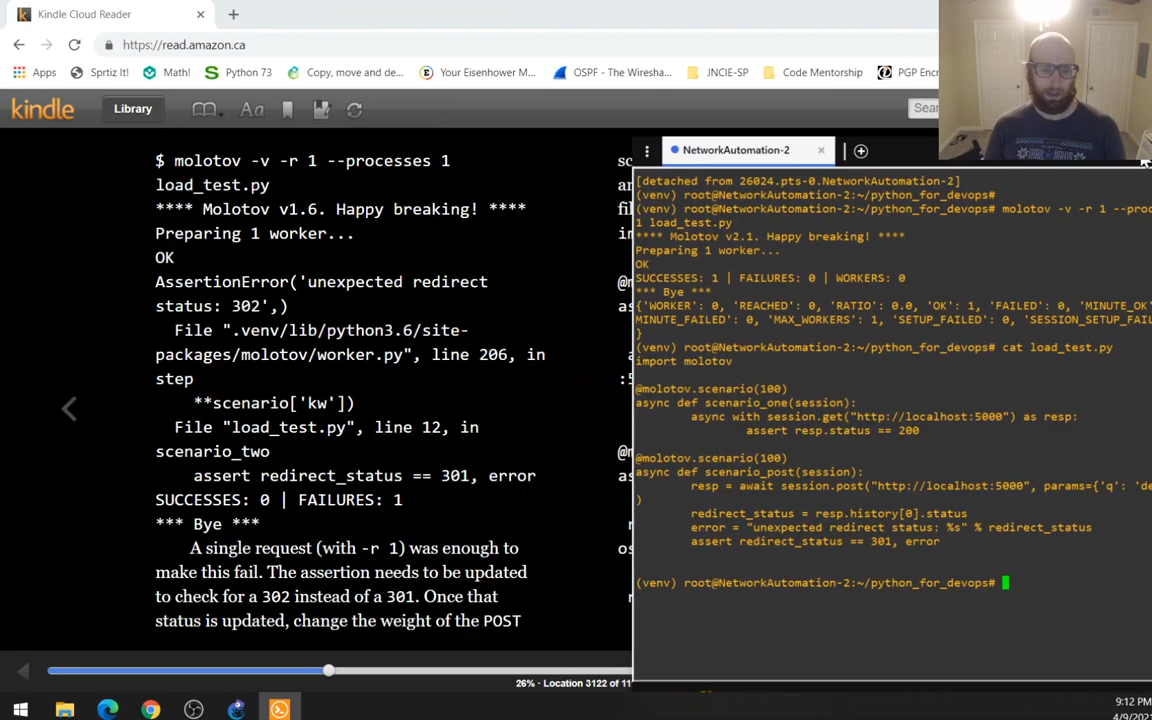 Kindle Cloud Reader
https://read.amazon.ca
Apps
Sprtiz It!
Math!
Python 73
Copy, move and de...
Your Eisenhower M...
OSPF - The Wiresha...
JNCIE-SP
Code Mentorship
PGP Encr
kindle
Library
Aa
Sear
$ molotov -v -r 1 --processes 1
load_test.py
**** Molotov v1.6. Happy breaking! ****
Preparing 1 worker...
OK
AssertionError('unexpected redirect
status: 302',)
File ".venv/lib/python3.6/site-
packages/molotov/worker.py", line 206, in
step
**scenario['kw'])
File "load_test.py", line 12, in
scenario_two
assert redirect_status == 301, error
SUCCESSES: 0 | FAILURES: 1
*** Bye ***
A single request (with -r 1) was enough to
make this fail. The assertion needs to be updated
to check for a 302 instead of a 301. Once that
status is updated, change the weight of the POST
26% · Location 3122 of 11
NetworkAutomation-2
[detached from 26024.pts-0.NetworkAutomation-2]
(venv) root@NetworkAutomation-2:~/python_for_devops#
(venv) root@NetworkAutomation-2:~/python_for_devops# molotov -v -r 1 --proc
1 load_test.py
**** Molotov v2.1. Happy breaking! ****
Preparing 1 worker...
OK
SUCCESSES: 1 | FAILURES: 0 | WORKERS: 0
*** Bye ***
{'WORKER': 0, 'REACHED': 0, 'RATIO': 0.0, 'OK': 1, 'FAILED': 0, 'MINUTE_OK'
MINUTE_FAILED': 0, 'MAX_WORKERS': 1, 'SETUP_FAILED': 0, 'SESSION_SETUP_FAIL
}
(venv) root@NetworkAutomation-2:~/python_for_devops# cat load_test.py
import molotov
@molotov.scenario(100)
async def scenario_one(session):
async with session.get("http://localhost:5000") as resp:
assert resp.status == 200
@molotov.scenario(100)
async def scenario_post(session):
resp = await session.post("http://localhost:5000", params={'q': 'de
)
redirect_status = resp.history[0].status
error = "unexpected redirect status: %s" % redirect_status
assert redirect_status == 301, error
(venv) root@NetworkAutomation-2:~/python_for_devops#
9:12 PM